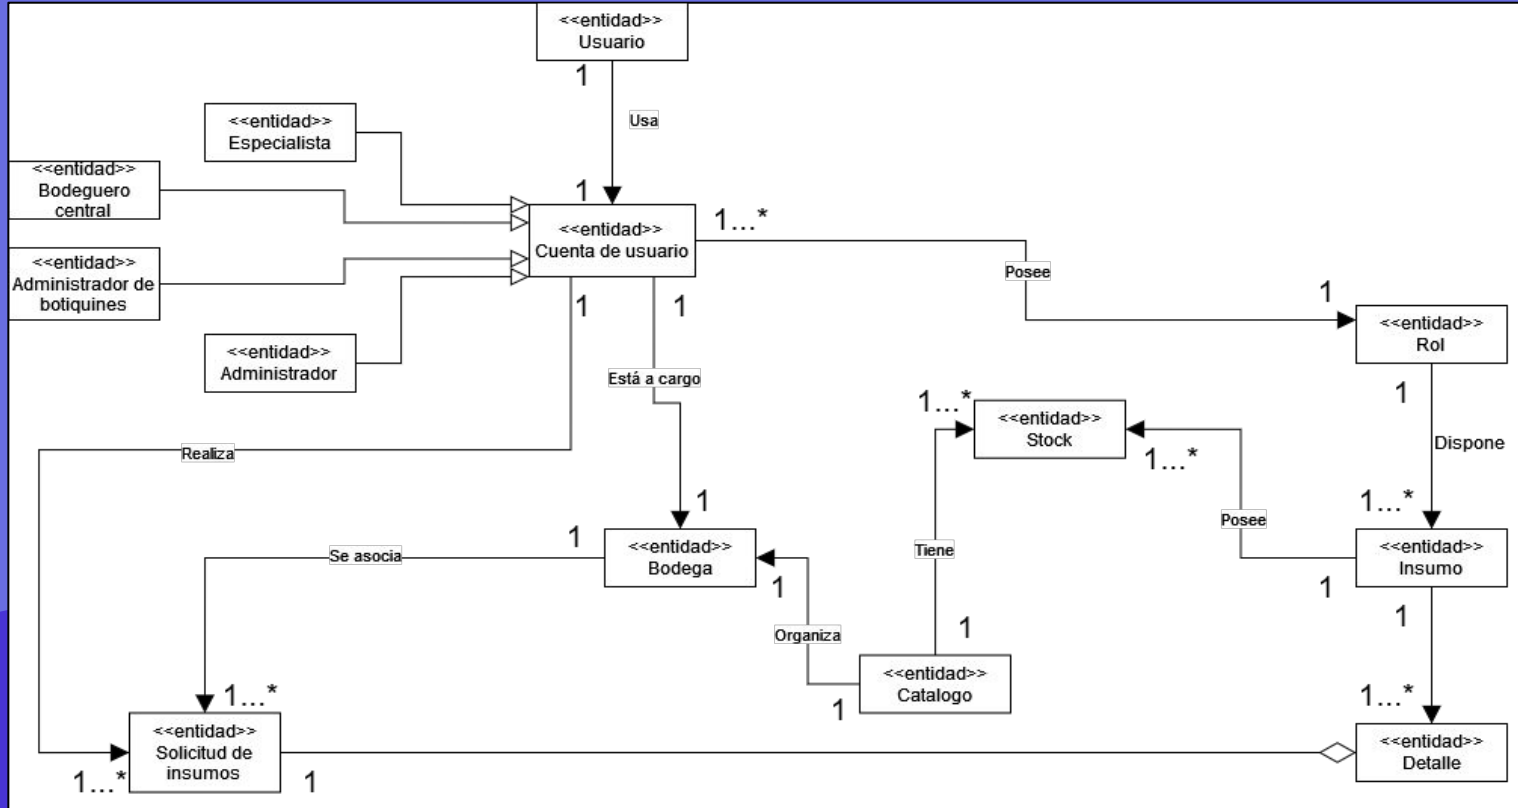 <<entidad>>
Usuario
1
Usa
<<entidad>>
Especialista
<<entidad>>
Bodeguero
central
1
<<entidad>>
Cuenta de usuario
1...*
<<entidad>>
Administrador de
botiquines
Posee
1
1
1
<<entidad>>
Rol
<<entidad>>
Administrador
Está a cargo
1
1...*
<<entidad>>
Stock
Dispone
Realiza
1...*
1
1...*
Posee
1
<<entidad>>
Bodega
Se asocia
Tiene
<<entidad>>
Insumo
1
1
1
Organiza
1
<<entidad>>
Catalogo
1
1...*
1...*
<<entidad>>
Solicitud de
insumos
<<entidad>>
Detalle
1...*
1